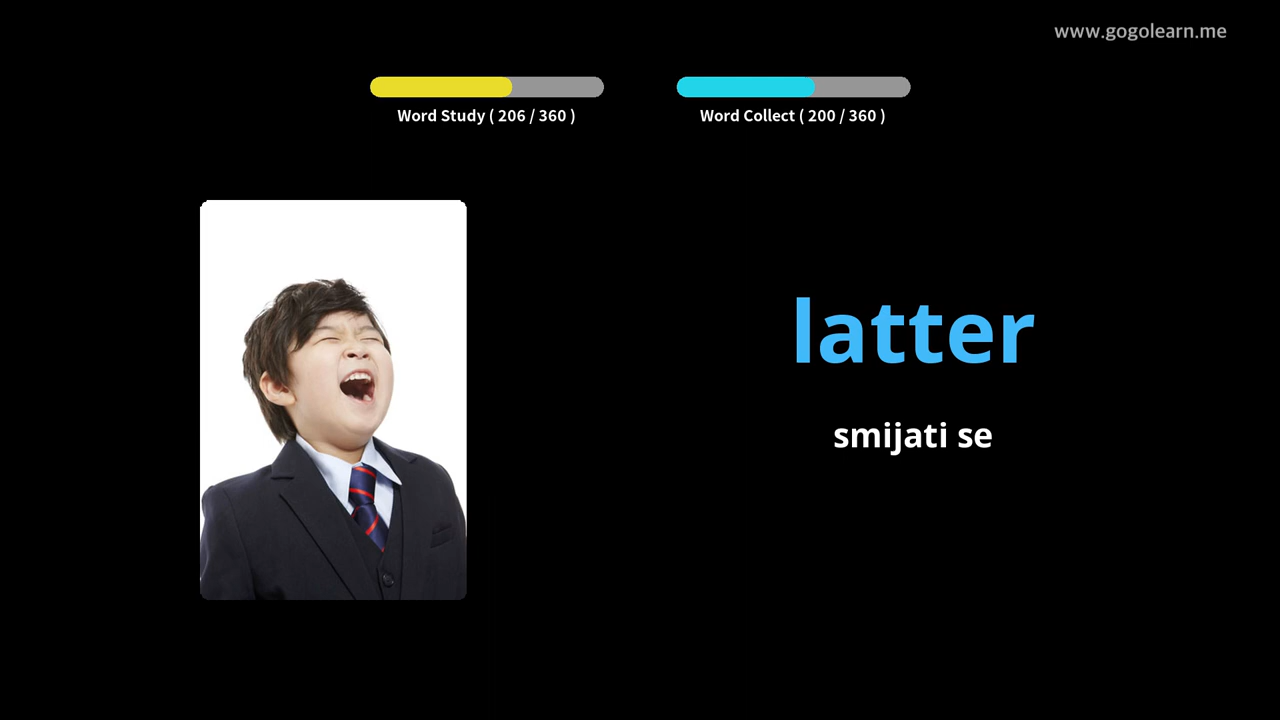 www.gogolearn.me
Word Study ( 206 / 360 )
Word Collect ( 200 / 360 )
latter
smijati se